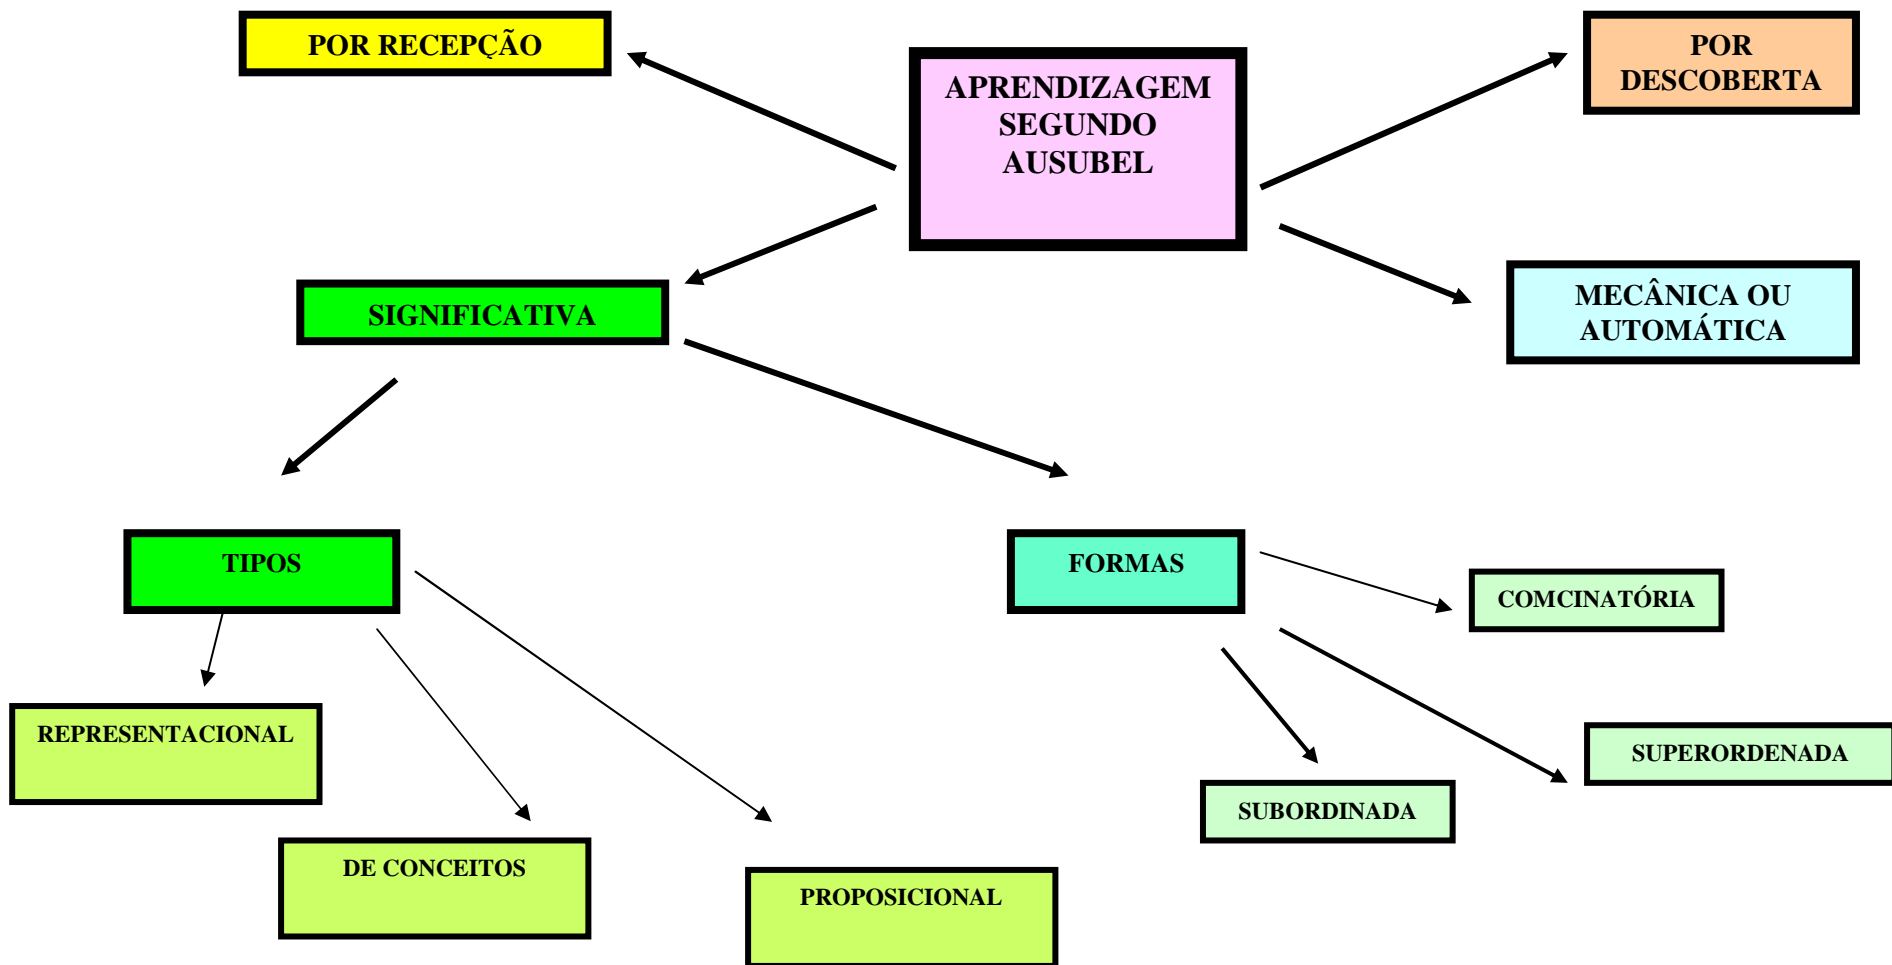 POR RECEPÇÃO
APRENDIZAGEM
SEGUNDO
AUSUBEL
POR
DESCOBERTA
SIGNIFICATIVA
MECÂNICA OU
AUTOMÁTICA
TIPOS
FORMAS
COMCINATÓRIA
REPRESENTACIONAL
SUPERORDENADA
SUBORDINADA
DE CONCEITOS
PROPOSICIONAL